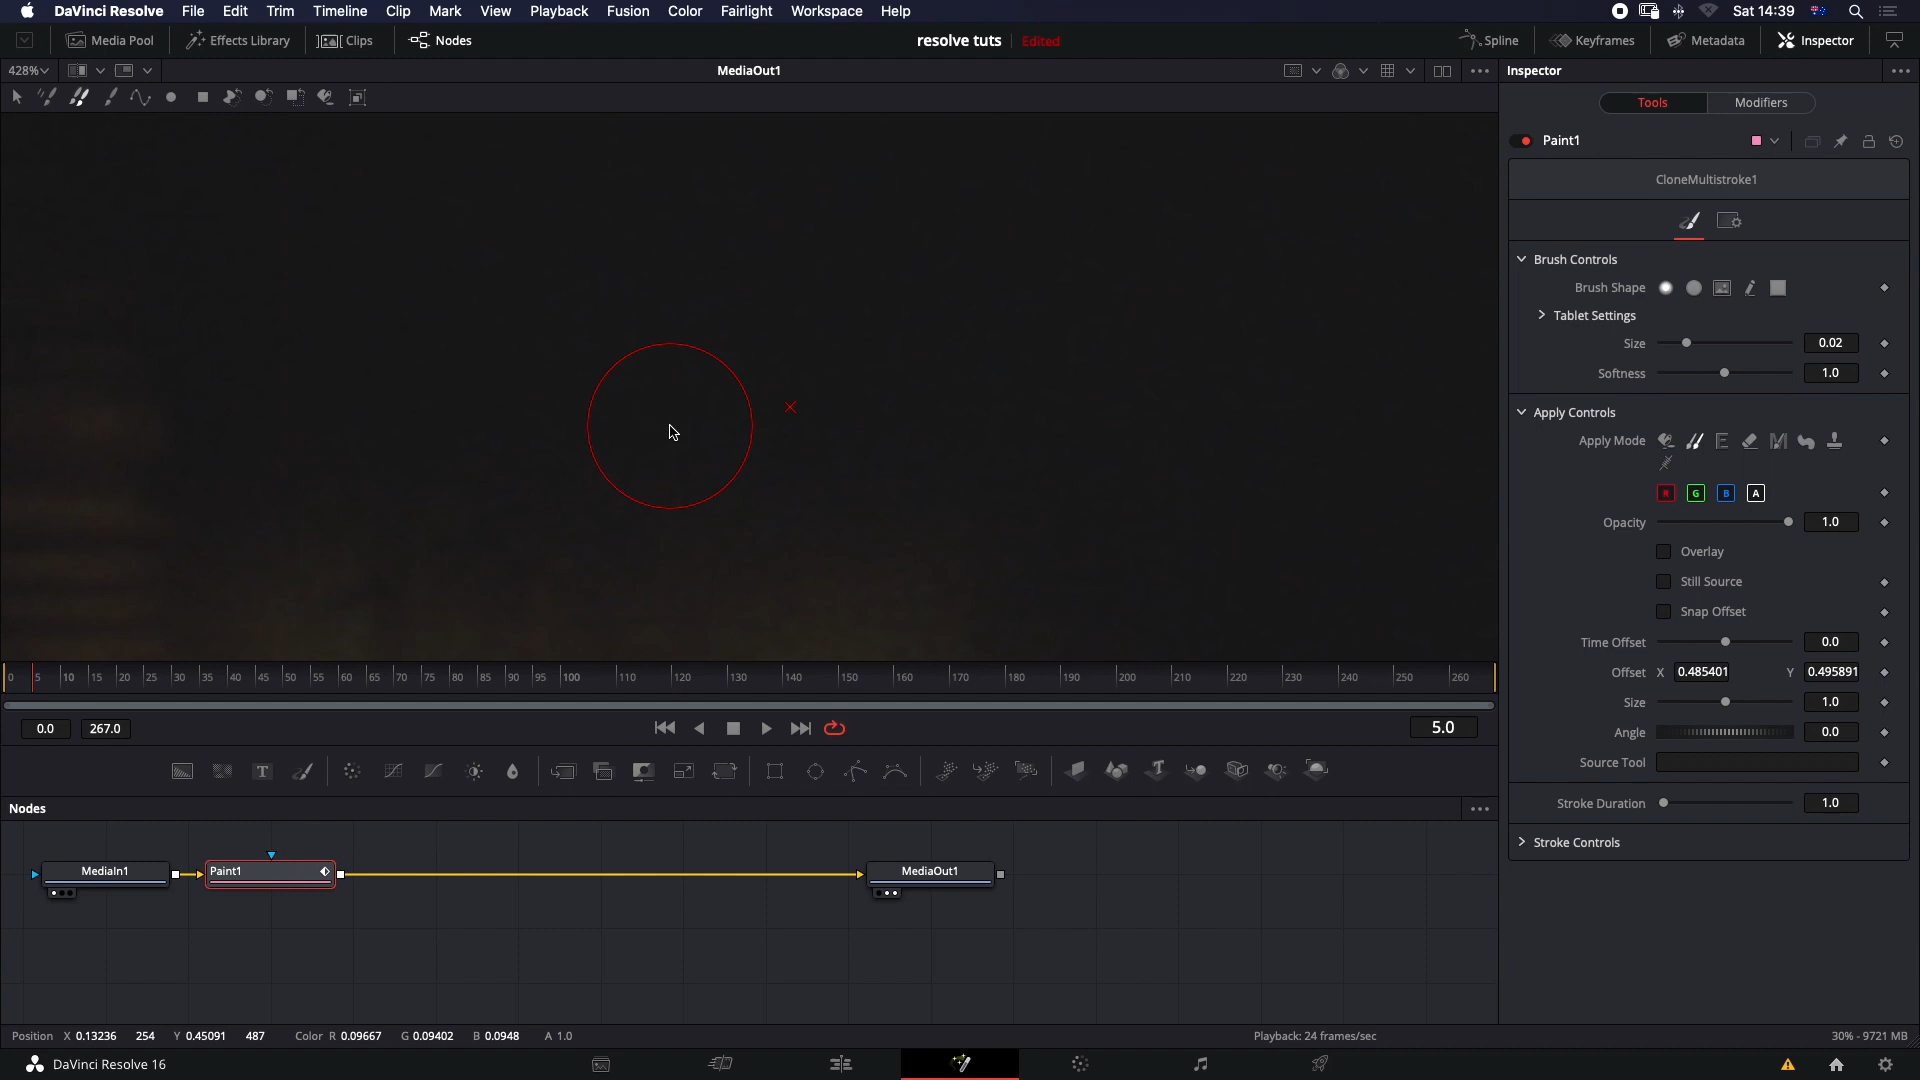 DaVinci Resolve File Edit Trim Timeline Clip Mark View Playback Fusion Color Fairlight Workspace Help Sat 14:39
Media Pool Effects Library Clips Nodes resolve tuts Edited Spline Keyframes Metadata Inspector
428% MediaOut1 Inspector
Tools Modifiers
Paint1
CloneMultistroke1
Brush Controls
Brush Shape
Tablet Settings
Size 0.02
Softness 1.0
Apply Controls
Apply Mode
R G B A
Opacity 1.0
Overlay
Still Source
Snap Offset
Time Offset 0.0
Offset X 0.485401 Y 0.495891
Size 1.0
Angle 0.0
Source Tool
Stroke Duration 1.0
Stroke Controls
0 5 10 15 20 25 30 35 40 45 50 55 60 65 70 75 80 85 90 95 100 110 120 130 140 150 160 170 180 190 200 210 220 230 240 250 260
0.0 267.0 5.0
Nodes
MediaIn1 Paint1 MediaOut1
Position X 0.13236 254 Y 0.45091 487 Color R 0.09667 G 0.09402 B 0.0948 A 1.0 Playback: 24 frames/sec 30% - 9721 MB
DaVinci Resolve 16